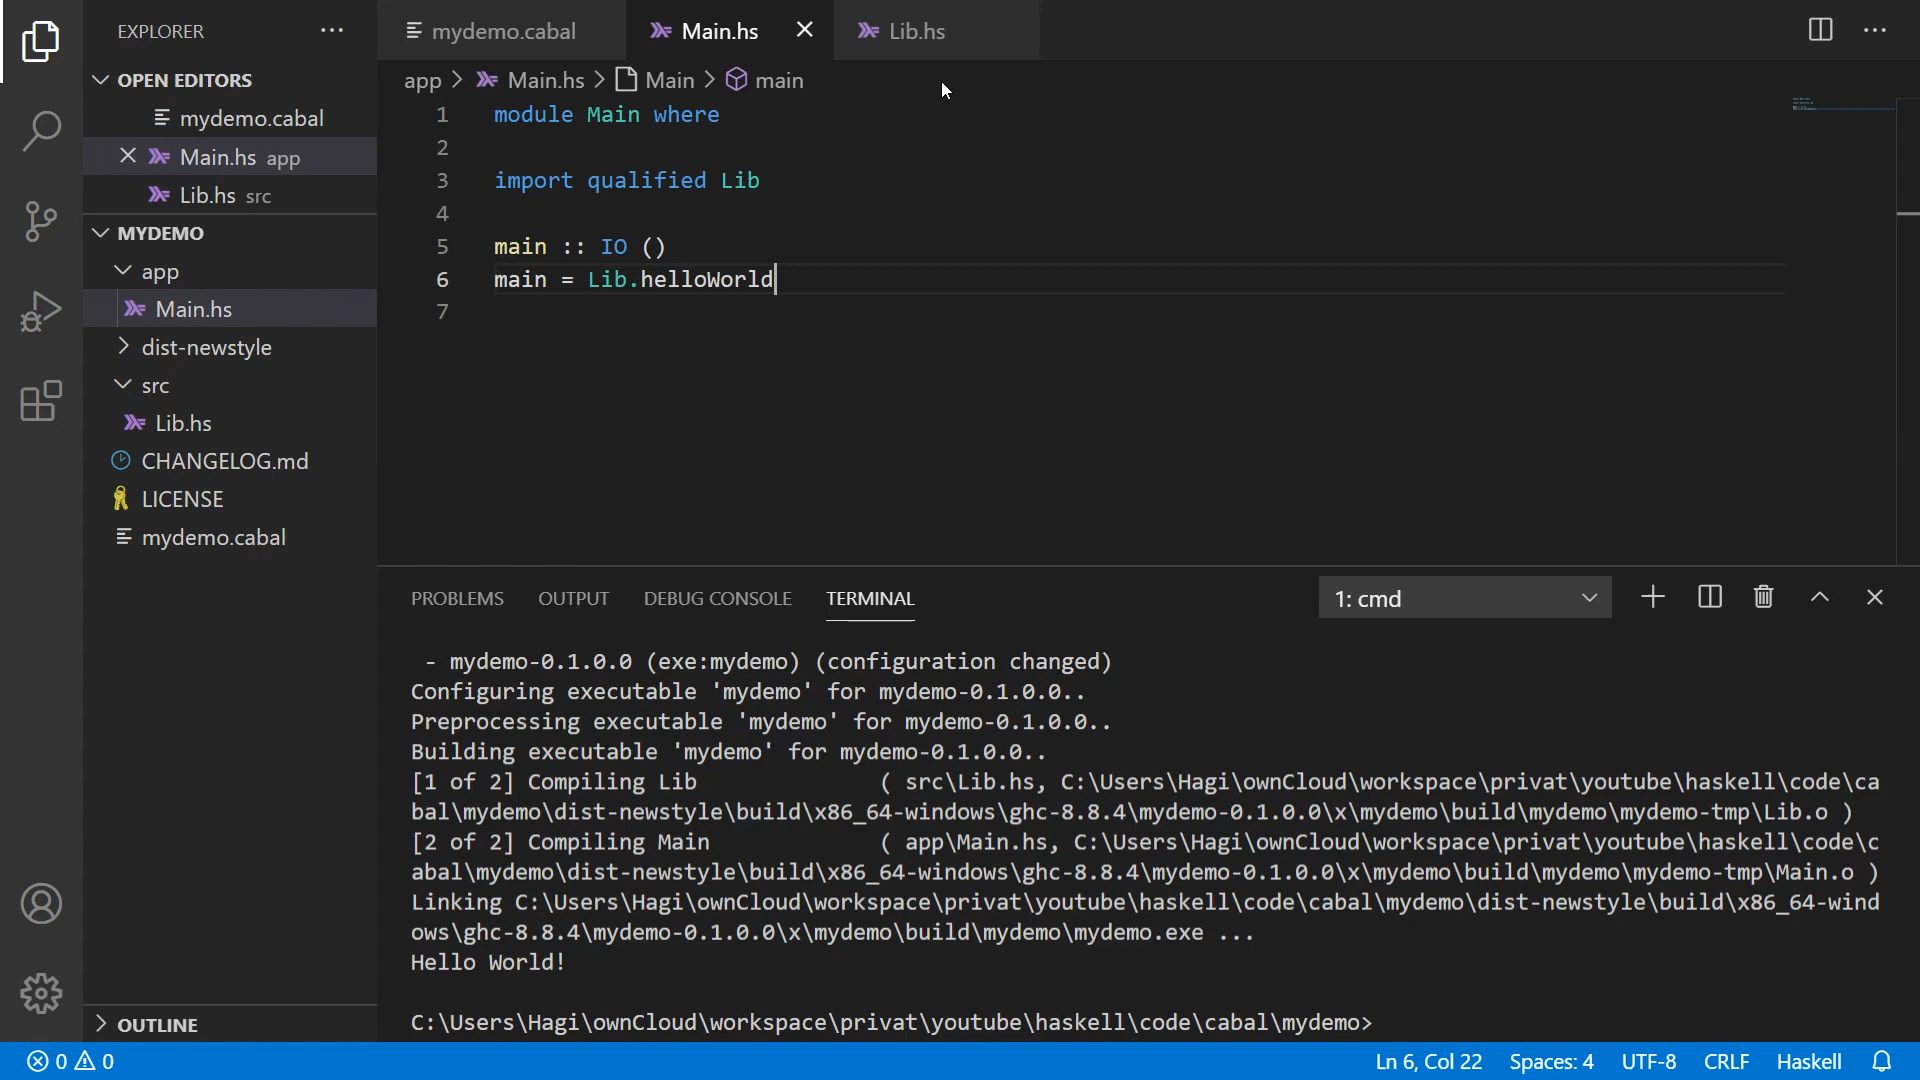 EXPLORER
OPEN EDITORS
mydemo.cabal
Main.hs app
Lib.hs src
MYDEMO
app
Main.hs
dist-newstyle
src
Lib.hs
CHANGELOG.md
LICENSE
mydemo.cabal
OUTLINE
mydemo.cabal Main.hs Lib.hs
app > Main.hs > Main > main
1 module Main where
2
3 import qualified Lib
4
5 main :: IO ()
6 main = Lib.helloWorld
7
PROBLEMS OUTPUT DEBUG CONSOLE TERMINAL 1: cmd
- mydemo-0.1.0.0 (exe:mydemo) (configuration changed)
Configuring executable 'mydemo' for mydemo-0.1.0.0..
Preprocessing executable 'mydemo' for mydemo-0.1.0.0..
Building executable 'mydemo' for mydemo-0.1.0.0..
[1 of 2] Compiling Lib ( src\Lib.hs, C:\Users\Hagi\ownCloud\workspace\privat\youtube\haskell\code\ca
bal\mydemo\dist-newstyle\build\x86_64-windows\ghc-8.8.4\mydemo-0.1.0.0\x\mydemo\build\mydemo\mydemo-tmp\Lib.o )
[2 of 2] Compiling Main ( app\Main.hs, C:\Users\Hagi\ownCloud\workspace\privat\youtube\haskell\code\c
abal\mydemo\dist-newstyle\build\x86_64-windows\ghc-8.8.4\mydemo-0.1.0.0\x\mydemo\build\mydemo\mydemo-tmp\Main.o )
Linking C:\Users\Hagi\ownCloud\workspace\privat\youtube\haskell\code\cabal\mydemo\dist-newstyle\build\x86_64-wind
ows\ghc-8.8.4\mydemo-0.1.0.0\x\mydemo\build\mydemo\mydemo.exe ...
Hello World!
C:\Users\Hagi\ownCloud\workspace\privat\youtube\haskell\code\cabal\mydemo>
0 0 Ln 6, Col 22 Spaces: 4 UTF-8 CRLF Haskell